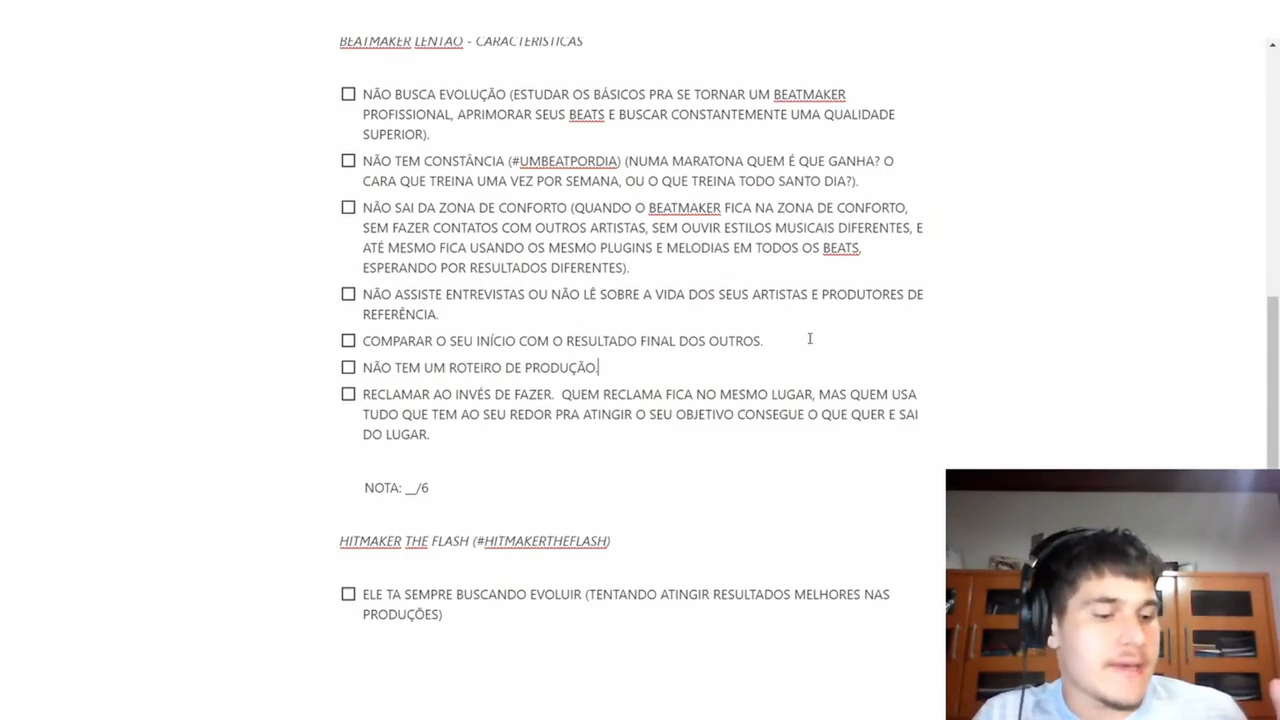 BEATMAKER LENTÃO - CARACTERÍSTICAS
NÃO BUSCA EVOLUÇÃO (ESTUDAR OS BÁSICOS PRA SE TORNAR UM BEATMAKER
PROFISSIONAL, APRIMORAR SEUS BEATS E BUSCAR CONSTANTEMENTE UMA QUALIDADE
SUPERIOR).
NÃO TEM CONSTÂNCIA (#UMBEATPORDIA) (NUMA MARATONA QUEM É QUE GANHA? O
CARA QUE TREINA UMA VEZ POR SEMANA, OU O QUE TREINA TODO SANTO DIA?).
NÃO SAI DA ZONA DE CONFORTO (QUANDO O BEATMAKER FICA NA ZONA DE CONFORTO,
SEM FAZER CONTATOS COM OUTROS ARTISTAS, SEM OUVIR ESTILOS MUSICAIS DIFERENTES, E
ATÉ MESMO FICA USANDO OS MESMO PLUGINS E MELODIAS EM TODOS OS BEATS,
ESPERANDO POR RESULTADOS DIFERENTES).
NÃO ASSISTE ENTREVISTAS OU NÃO LÊ SOBRE A VIDA DOS SEUS ARTISTAS E PRODUTORES DE
REFERÊNCIA.
COMPARAR O SEU INÍCIO COM O RESULTADO FINAL DOS OUTROS.
NÃO TEM UM ROTEIRO DE PRODUÇÃO.
RECLAMAR AO INVÉS DE FAZER.  QUEM RECLAMA FICA NO MESMO LUGAR, MAS QUEM USA
TUDO QUE TEM AO SEU REDOR PRA ATINGIR O SEU OBJETIVO CONSEGUE O QUE QUER E SAI
DO LUGAR.
NOTA: __/6
HITMAKER THE FLASH (#HITMAKERTHEFLASH)
ELE TA SEMPRE BUSCANDO EVOLUIR (TENTANDO ATINGIR RESULTADOS MELHORES NAS
PRODUÇÕES)